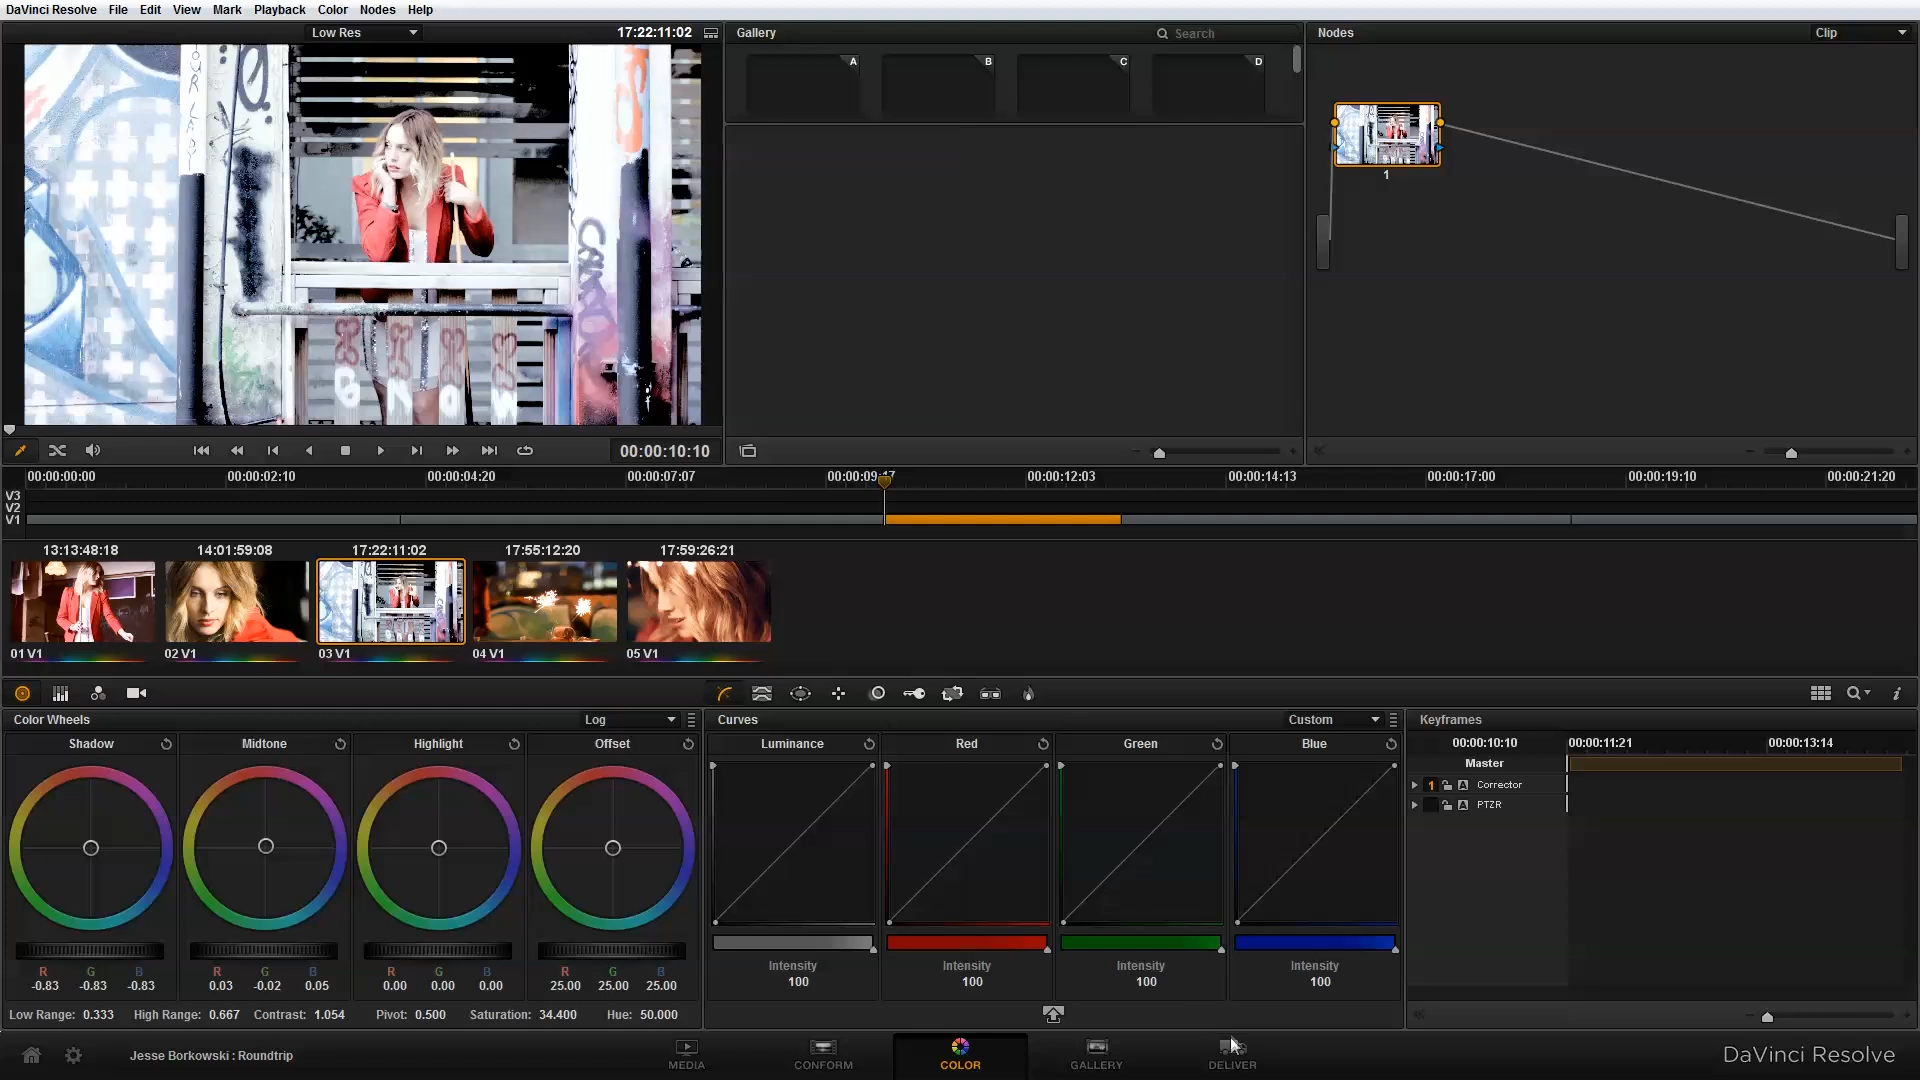 DaVinci Resolve File Edit View Mark Playback Color Nodes Help
Low Res 17:22:11:02 Gallery Search Nodes Clip
A B C D
1
00:00:10:10
00:00:00:00 00:00:02:10 00:00:04:20 00:00:07:07 00:00:09:17 00:00:12:03 00:00:14:13 00:00:17:00 00:00:19:10 00:00:21:20
V3
V2
V1
13:13:48:18 14:01:59:08 17:22:11:02 17:55:12:20 17:59:26:21
01 V1 02 V1 03 V1 04 V1 05 V1
Color Wheels Log Curves Custom Keyframes
Shadow Midtone Highlight Offset Luminance Red Green Blue 00:00:10:10 00:00:11:21 00:00:13:14
Master
1 A Corrector
A PTZR
Intensity Intensity Intensity Intensity
R G B R G B R G B R G B
100 100 100 100
-0.83 -0.83 -0.83 0.03 -0.02 0.05 0.00 0.00 0.00 25.00 25.00 25.00
Low Range: 0.333 High Range: 0.667 Contrast: 1.054 Pivot: 0.500 Saturation: 34.400 Hue: 50.000
Jesse Borkowski : Roundtrip MEDIA CONFORM COLOR GALLERY DELIVER DaVinci Resolve